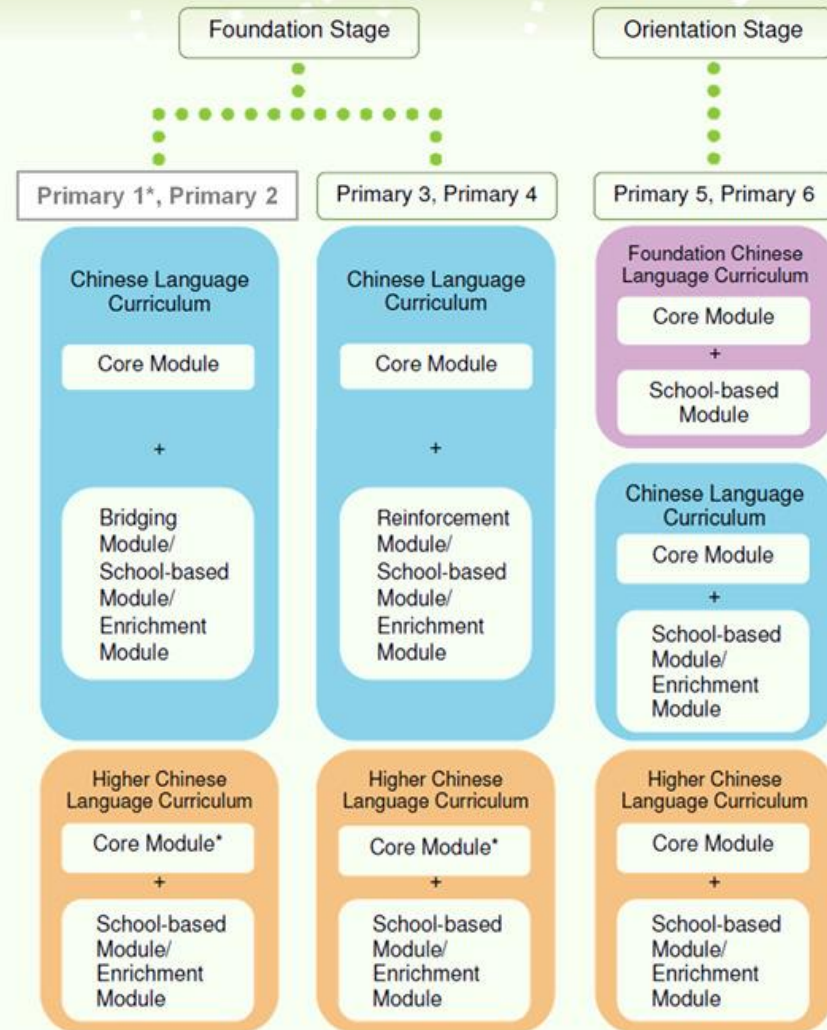 Foundation Stage
Orientation Stage
Primary 1*, Primary 2
Primary 3, Primary 4
Primary 5, Primary 6
Chinese Language
Curriculum
Core Module
+
Bridging
Module/
School-based
Module/
Enrichment
Module
Higher Chinese
Language Curriculum
Core Module*
+
School-based
Module/
Enrichment
Module
Chinese Language
Curriculum
Core Module
+
Reinforcement
Module/
School-based
Module/
Enrichment
Module
Higher Chinese
Language Curriculum
Core Module*
+
School-based
Module/
Enrichment
Module
Foundation Chinese
Language Curriculum
Core Module
+
School-based
Module
Chinese Language
Curriculum
Core Module
+
School-based
Module/
Enrichment
Module
Higher Chinese
Language Curriculum
Core Module
+
School-based
Module/
Enrichment
Module